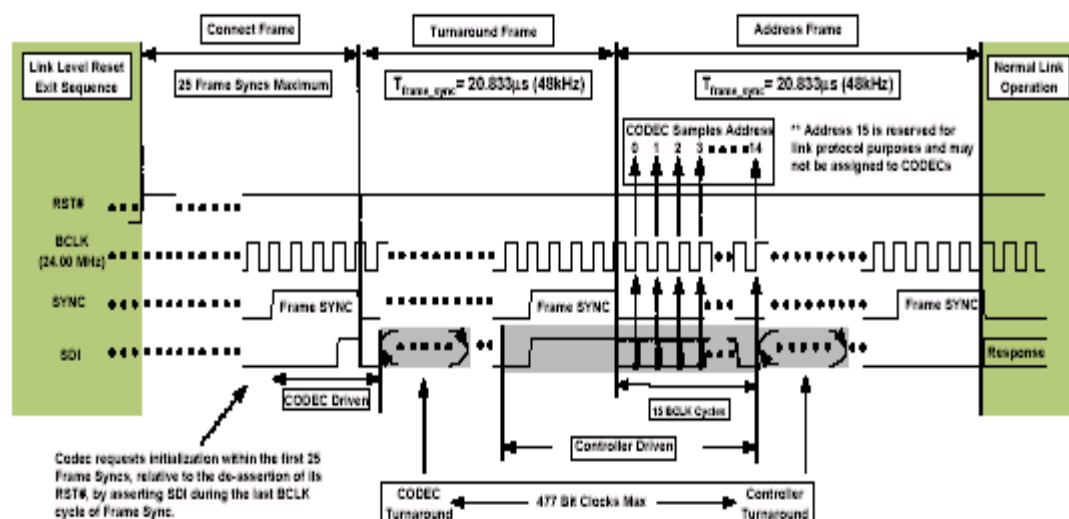 Connect Frame
Turnaround Frame
Address Frame
Link Level Reset
Exit Sequence
25 Frame Syncs Maximum
Tframe_sync= 20.833µs (48kHz)
Tframe_sync= 20.833µs (48kHz)
Normal Link
Operation
CODEC Samples Address
0 1 2 3 14
** Address 15 is reserved for
link protocol purposes and may
not be assigned to CODECs
RST#
BCLK
(24.00 MHz)
SYNC
Frame SYNC
Frame SYNC
Frame SYNC
SDI
Response
CODEC Driven
15 BCLK Cycles
Controller Driven
Codec requests initialization within the first 25
Frame Syncs, relative to the de-assertion of its
RST#, by asserting SDI during the last BCLK
cycle of Frame Sync.
CODEC
Turnaround
477 Bit Clocks Max
Controller
Turnaround